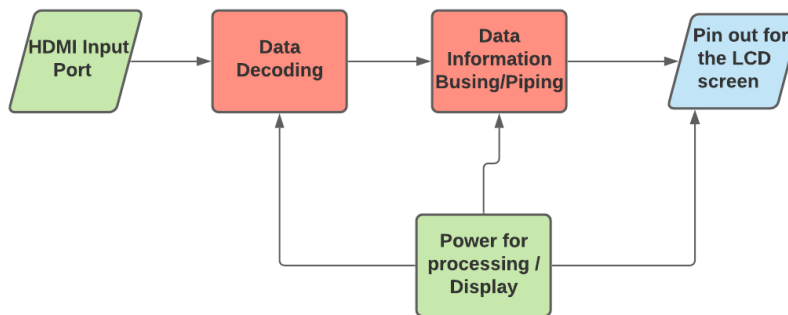 HDMI Input
Port
Data
Decoding
Data
Information
Busing/Piping
Pin out for
the LCD
screen
Power for
processing /
Display